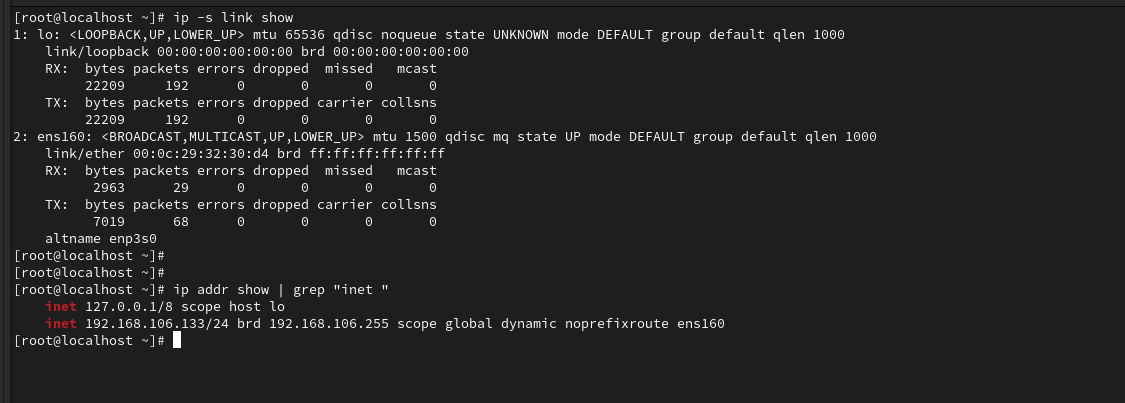 [root@localhost ~]# ip -s link show
1: lo: <LOOPBACK,UP,LOWER_UP> mtu 65536 qdisc noqueue state UNKNOWN mode DEFAULT group default qlen 1000
    link/loopback 00:00:00:00:00:00 brd 00:00:00:00:00:00
    RX:  bytes packets errors dropped  missed   mcast
         22209     192      0       0       0       0
    TX:  bytes packets errors dropped carrier collsns
         22209     192      0       0       0       0
2: ens160: <BROADCAST,MULTICAST,UP,LOWER_UP> mtu 1500 qdisc mq state UP mode DEFAULT group default qlen 1000
    link/ether 00:0c:29:32:30:d4 brd ff:ff:ff:ff:ff:ff
    RX:  bytes packets errors dropped  missed   mcast
          2963      29      0       0       0       0
    TX:  bytes packets errors dropped carrier collsns
          7019      68      0       0       0       0
    altname enp3s0
[root@localhost ~]#
[root@localhost ~]#
[root@localhost ~]# ip addr show | grep "inet "
    inet 127.0.0.1/8 scope host lo
    inet 192.168.106.133/24 brd 192.168.106.255 scope global dynamic noprefixroute ens160
[root@localhost ~]#